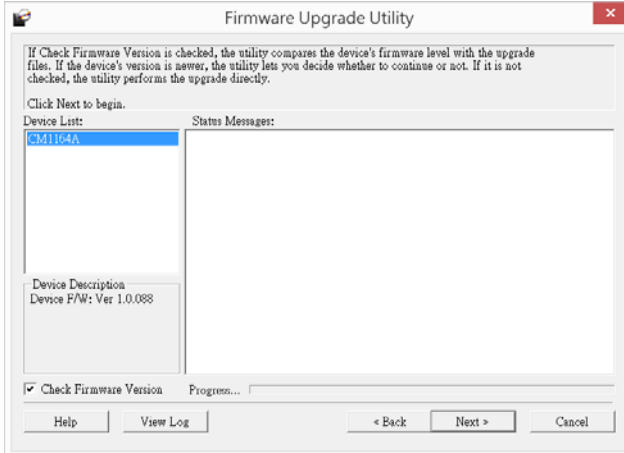 Firmware Upgrade Utility
If Check Firmware Version is checked, the utility compares the device's firmware level with the upgrade
files. If the device's version is newer, the utility lets you decide whether to continue or not. If it is not
checked, the utility performs the upgrade directly.
Click Next to begin.
Device List:
Status Messages:
CM1164A
Device Description
Device F/W: Ver 1.0.088
Check Firmware Version
Progress...
Help
View Log
< Back
Next >
Cancel